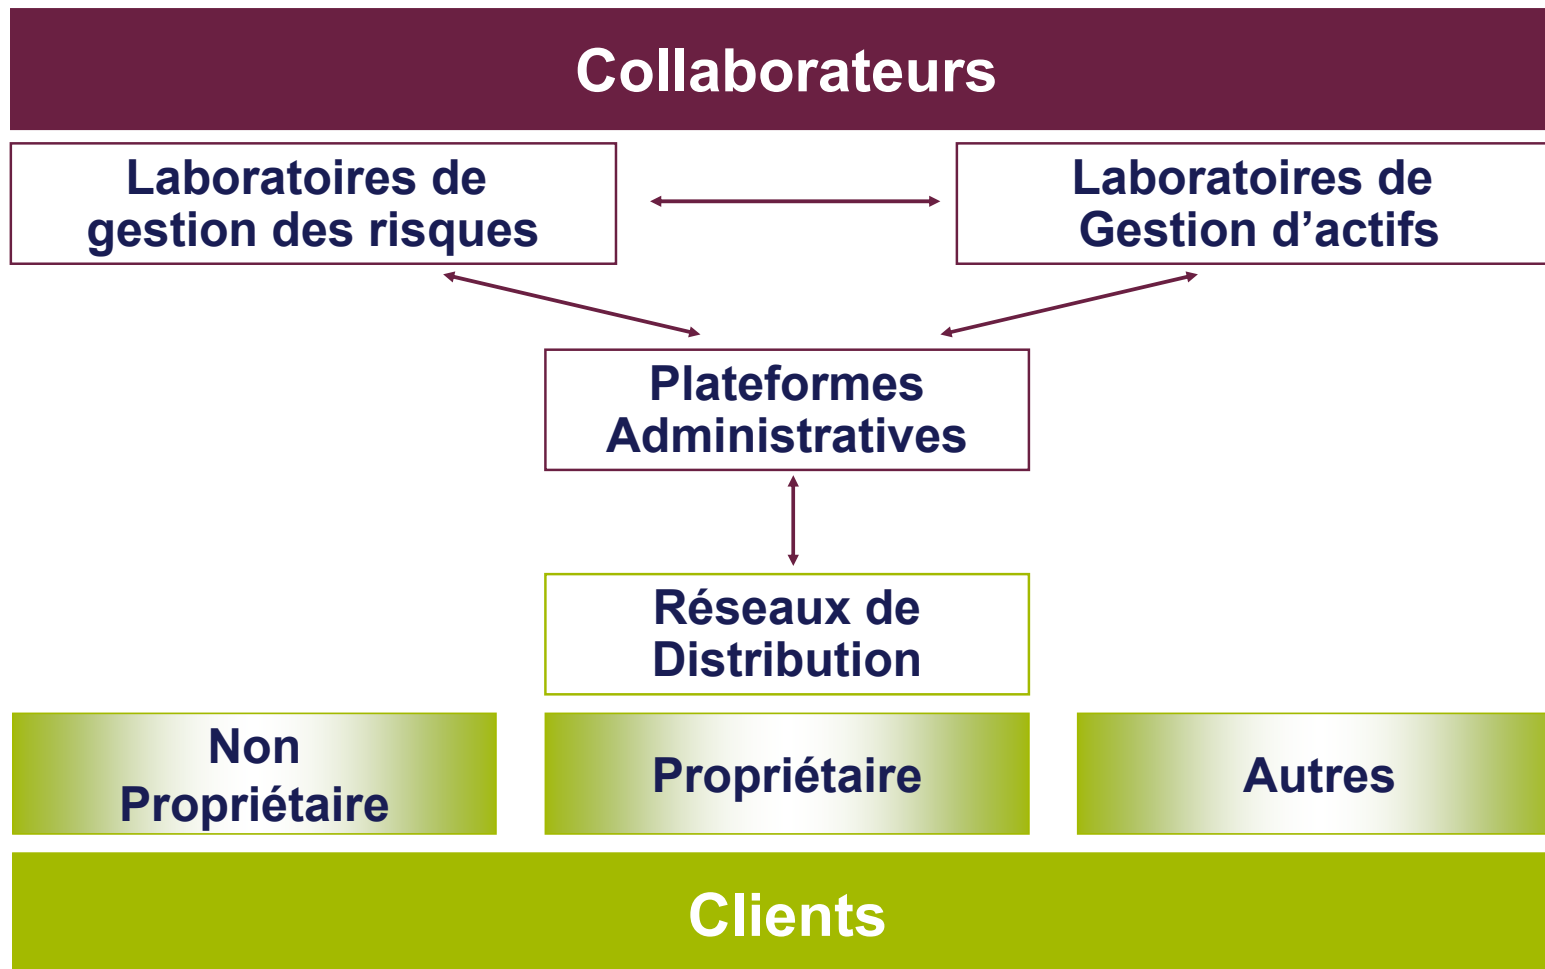 Collaborateurs
Laboratoires de
gestion des risques
Laboratoires de
Gestion d’actifs
Plateformes
Administratives
Réseaux de
Distribution
Non
Propriétaire
Propriétaire
Autres
Clients